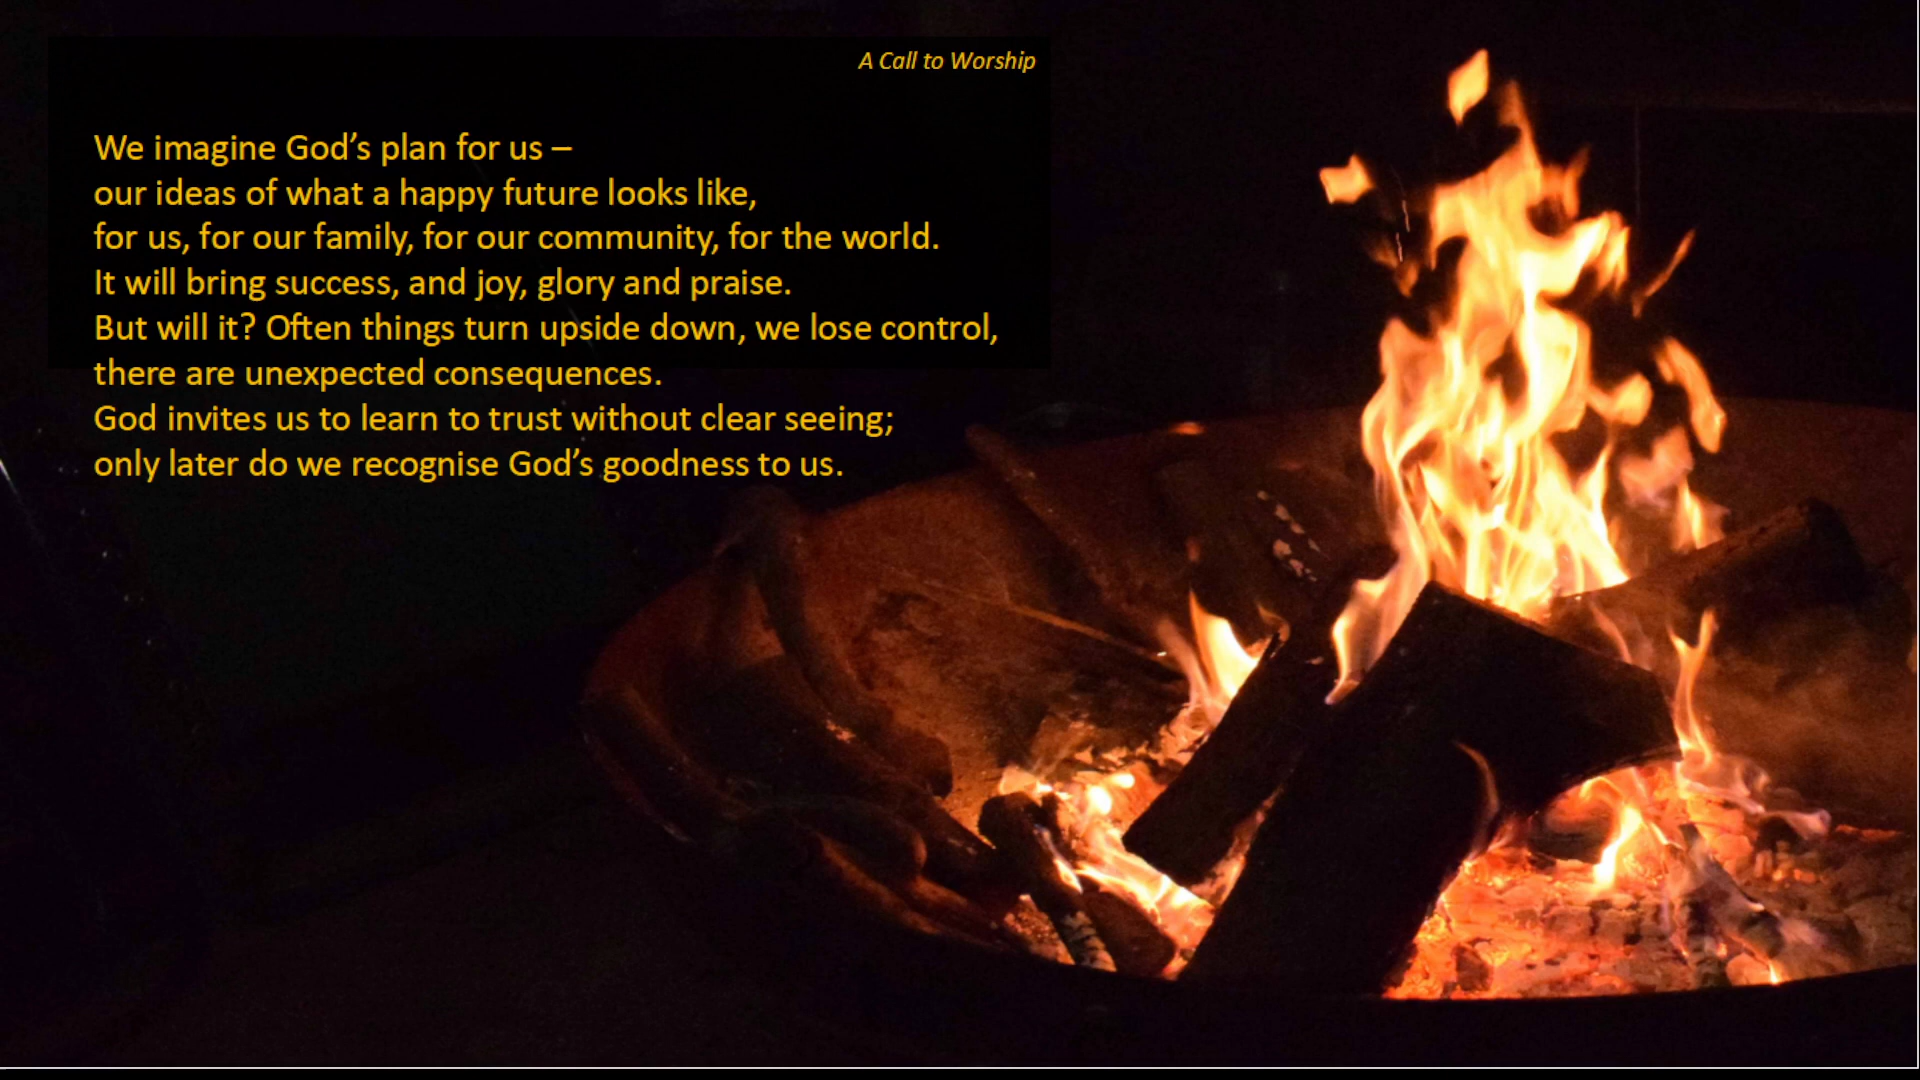 A Call to Worship
We imagine God’s plan for us –
our ideas of what a happy future looks like,
for us, for our family, for our community, for the world.
It will bring success, and joy, glory and praise.
But will it? Often things turn upside down, we lose control,
there are unexpected consequences.
God invites us to learn to trust without clear seeing;
only later do we recognise God’s goodness to us.